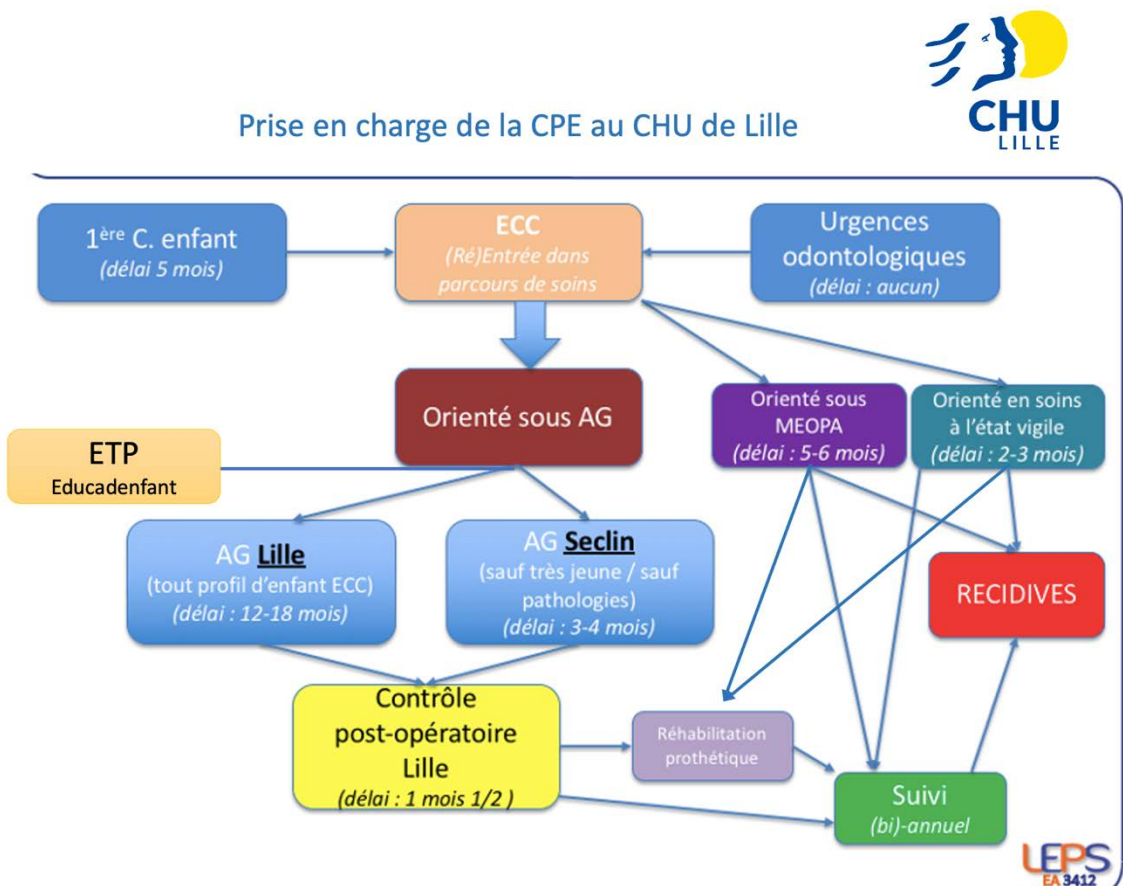 CHU
LILLE
Prise en charge de la CPE au CHU de Lille
1ère C. enfant
(délai 5 mois)
ECC
(Ré)Entrée dans
parcours de soins
Urgences
odontologiques
(délai : aucun)
Orienté sous AG
Orienté sous
MEOPA
(délai : 5-6 mois)
Orienté en soins
à l'état vigile
(délai : 2-3 mois)
ETP
Educadenfant
AG Lille
(tout profil d'enfant ECC)
(délai : 12-18 mois)
AG Seclin
(sauf très jeune / sauf
pathologies)
(délai : 3-4 mois)
RECIDIVES
Contrôle
post-opératoire
Lille
(délai : 1 mois 1/2 )
Réhabilitation
prothétique
Suivi
(bi)-annuel
LEPS
EA 3412